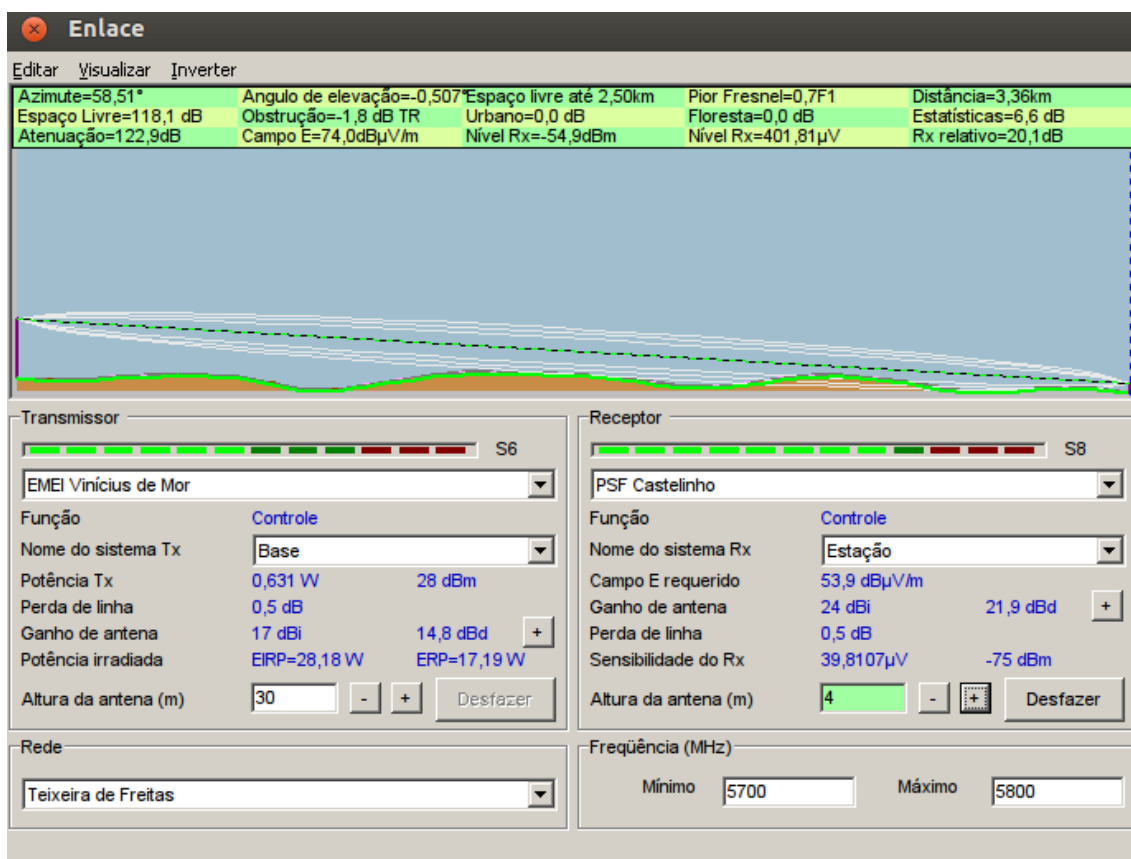 Enlace
Editar Visualizar Inverter
Azimute=58,51° Angulo de elevação=-0,507° Espaço livre até 2,50km Pior Fresnel=0,7F1 Distância=3,36km
Espaço Livre=118,1 dB Obstrução=-1,8 dB TR Urbano=0,0 dB Floresta=0,0 dB Estatísticas=6,6 dB
Atenuação=122,9dB Campo E=74,0dBµV/m Nível Rx=-54,9dBm Nível Rx=401,81µV Rx relativo=20,1dB
Transmissor
S6
EMEI Vinícius de Mor
Função Controle
Nome do sistema Tx Base
Potência Tx 0,631 W 28 dBm
Perda de linha 0,5 dB
Ganho de antena 17 dBi 14,8 dBd +
Potência irradiada EIRP=28,18 W ERP=17,19 W
Altura da antena (m) 30 - + Desfazer
Receptor
S8
PSF Castelinho
Função Controle
Nome do sistema Rx Estação
Campo E requerido 53,9 dBµV/m
Ganho de antena 24 dBi 21,9 dBd +
Perda de linha 0,5 dB
Sensibilidade do Rx 39,8107µV -75 dBm
Altura da antena (m) 4 - + Desfazer
Rede
Teixeira de Freitas
Freqüência (MHz)
Mínimo 5700 Máximo 5800